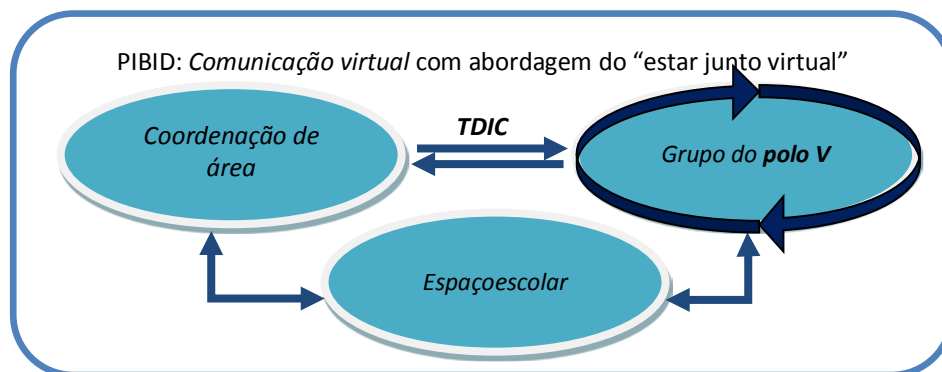 PIBID: Comunicação virtual com abordagem do “estar junto virtual”
Coordenação de
área
TDIC
Grupo do polo V
Espaçoescolar